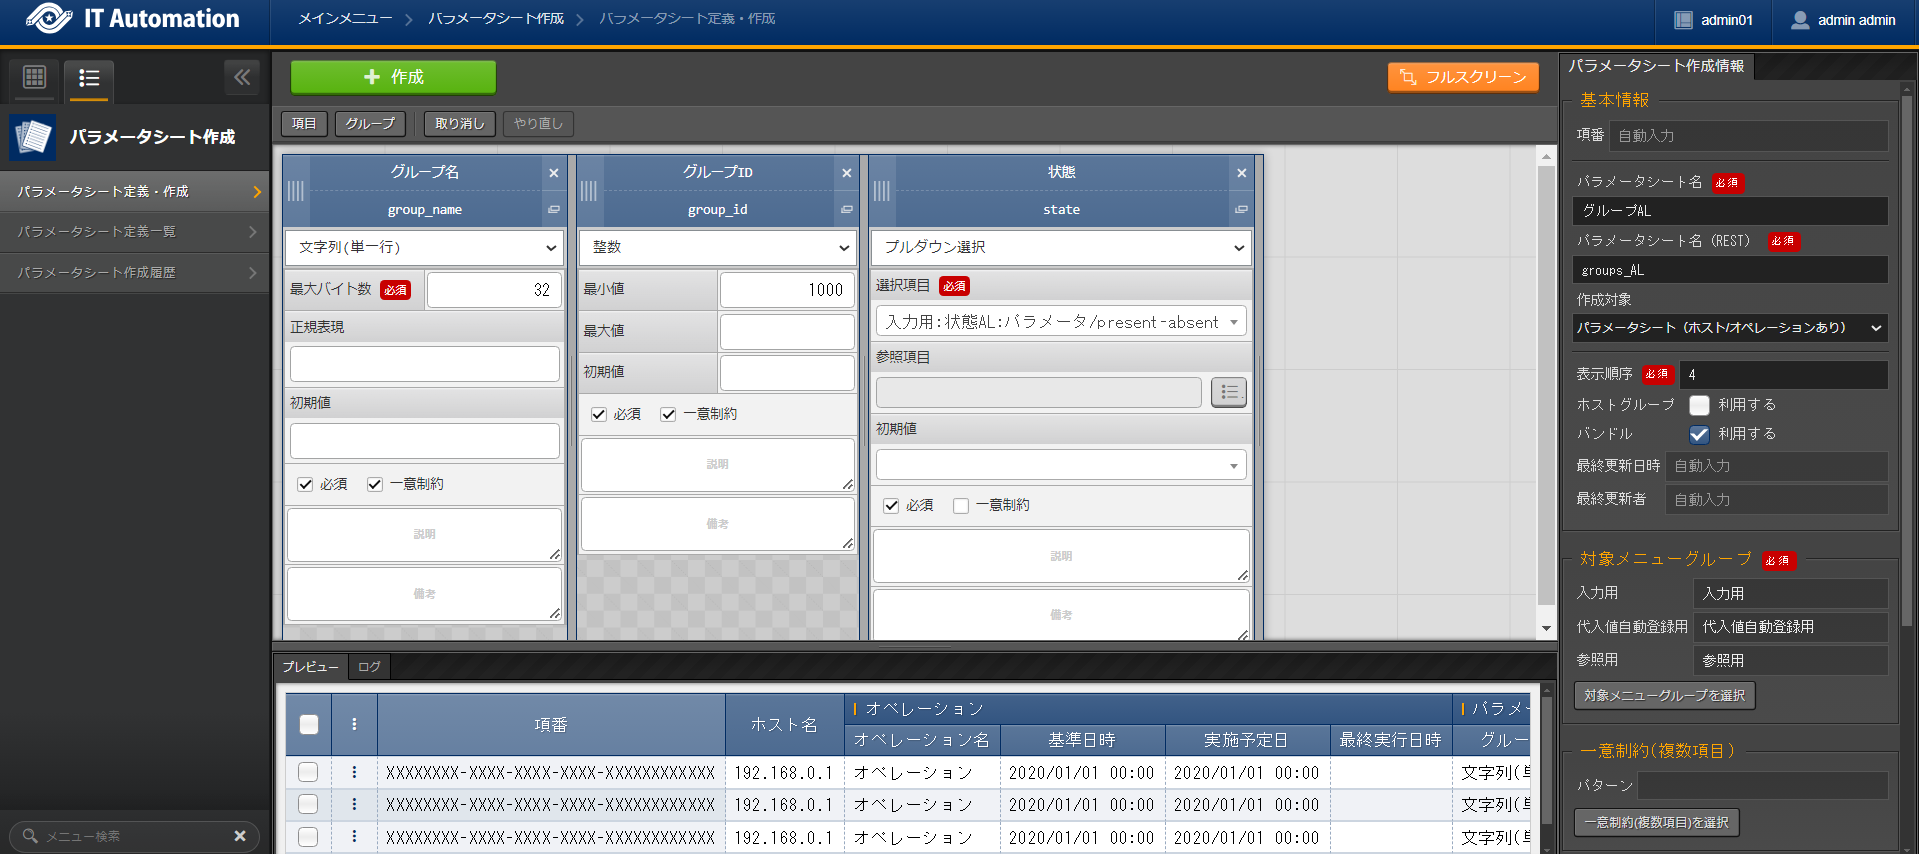 IT Automation
メインメニュー
パラメータシート作成
パラメータシート定義・作成
admin01
admin admin
パラメータシート作成
パラメータシート定義・作成
パラメータシート定義一覧
パラメータシート作成履歴
メニュー検索
作成
フルスクリーン
項目
グループ
取り消し
やり直し
グループ名
group_name
文字列(単一行)
最大バイト数 必須 32
正規表現
初期値
必須 一意制約
説明
備考
グループID
group_id
整数
最小値 1000
最大値
初期値
必須 一意制約
説明
備考
状態
state
プルダウン選択
選択項目 必須
入力用:状態AL:パラメータ/present-absent
参照項目
初期値
必須 一意制約
説明
備考
プレビュー
ログ
項番 ホスト名 オペレーション パラメー
オペレーション名 基準日時 実施予定日 最終実行日時 グルー
XXXXXXXX-XXXX-XXXX-XXXX-XXXXXXXXXXXX 192.168.0.1 オペレーション 2020/01/01 00:00 2020/01/01 00:00 文字列(単
XXXXXXXX-XXXX-XXXX-XXXX-XXXXXXXXXXXX 192.168.0.1 オペレーション 2020/01/01 00:00 2020/01/01 00:00 文字列(単
XXXXXXXX-XXXX-XXXX-XXXX-XXXXXXXXXXXX 192.168.0.1 オペレーション 2020/01/01 00:00 2020/01/01 00:00 文字列(単
パラメータシート作成情報
基本情報
項番 自動入力
パラメータシート名 必須
グループAL
パラメータシート名（REST） 必須
groups_AL
作成対象
パラメータシート（ホスト/オペレーションあり）
表示順序 必須 4
ホストグループ 利用する
バンドル 利用する
最終更新日時 自動入力
最終更新者 自動入力
対象メニューグループ 必須
入力用 入力用
代入値自動登録用 代入値自動登録用
参照用 参照用
対象メニューグループを選択
一意制約(複数項目)
パターン
一意制約(複数項目)を選択